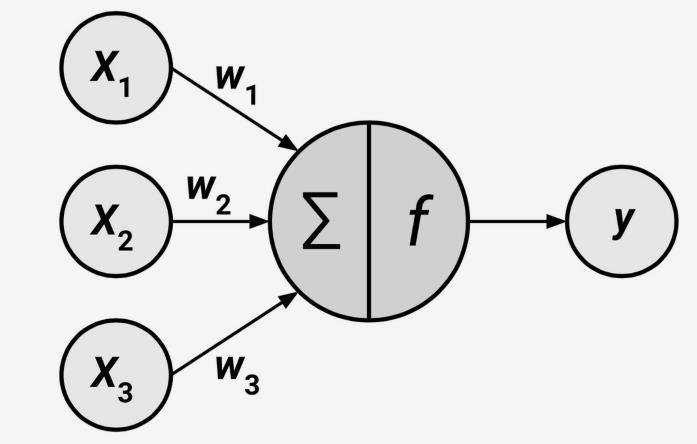 X₁
w₁
X₂
w₂
∑
f
y
X₃
w₃